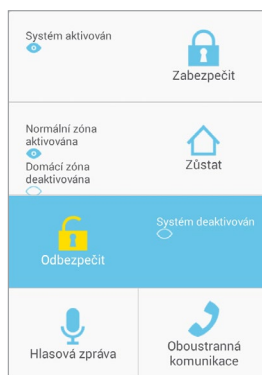 Systém aktivován
Zabezpečit
Normální zóna
aktivována
Domácí zóna
deaktivována
Zůstat
Odbezpečit
Systém deaktivován
Hlasová zpráva
Oboustranná
komunikace